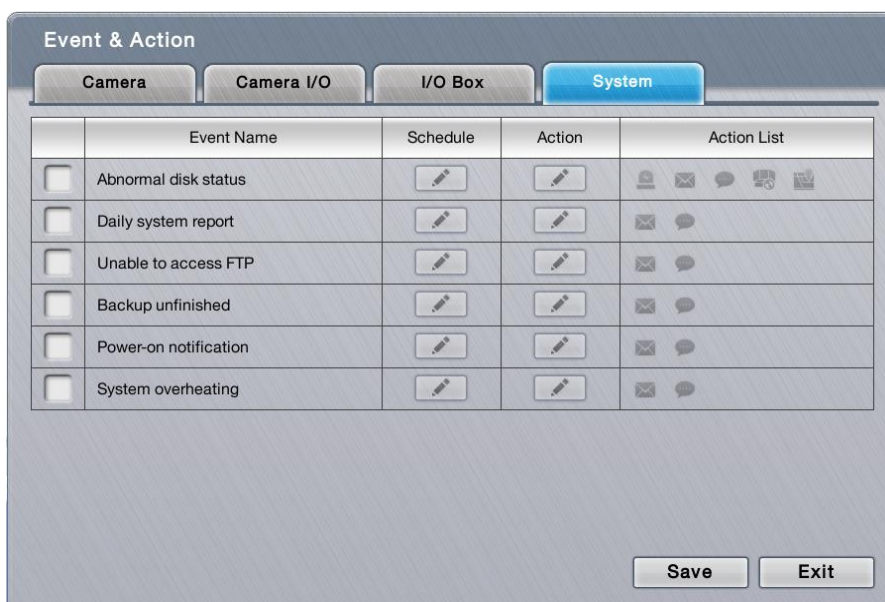 Event & Action
Camera Camera I/O I/O Box System
Event Name Schedule Action Action List
Abnormal disk status
Daily system report
Unable to access FTP
Backup unfinished
Power-on notification
System overheating
Save Exit